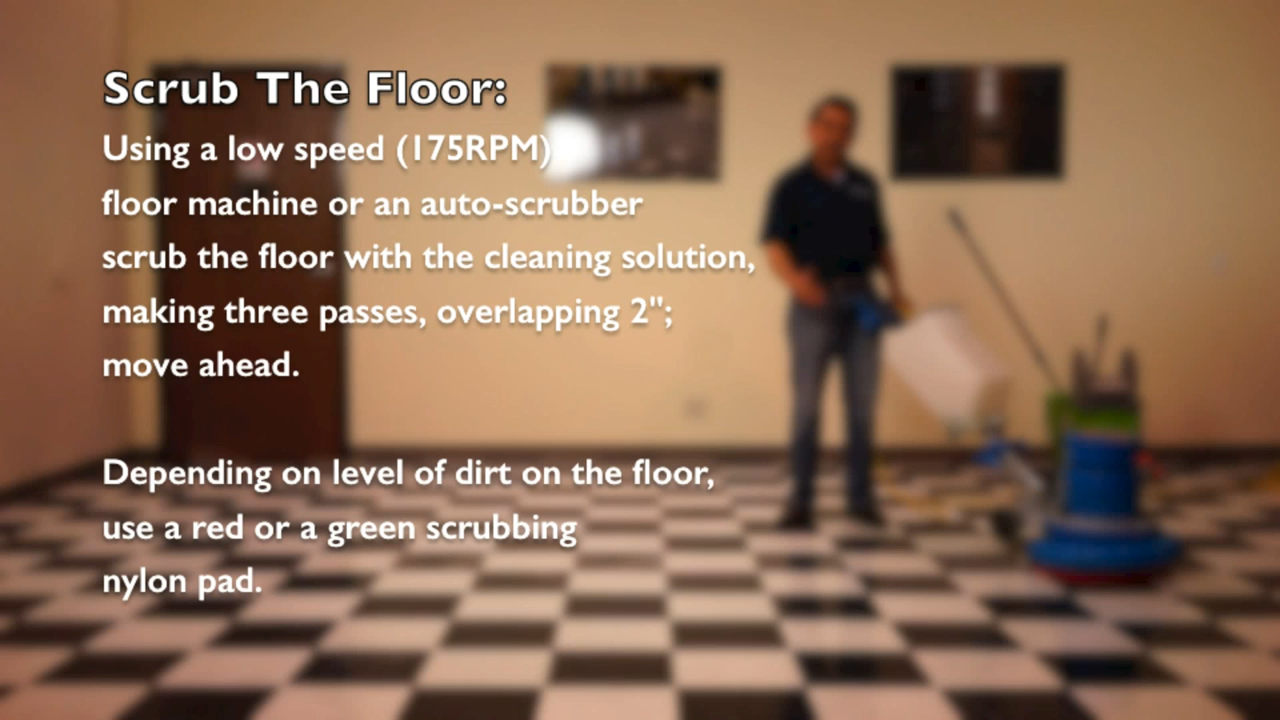 Scrub The Floor:
Using a low speed (175RPM)
floor machine or an auto-scrubber
scrub the floor with the cleaning solution,
making three passes, overlapping 2";
move ahead.
Depending on level of dirt on the floor,
use a red or a green scrubbing
nylon pad.